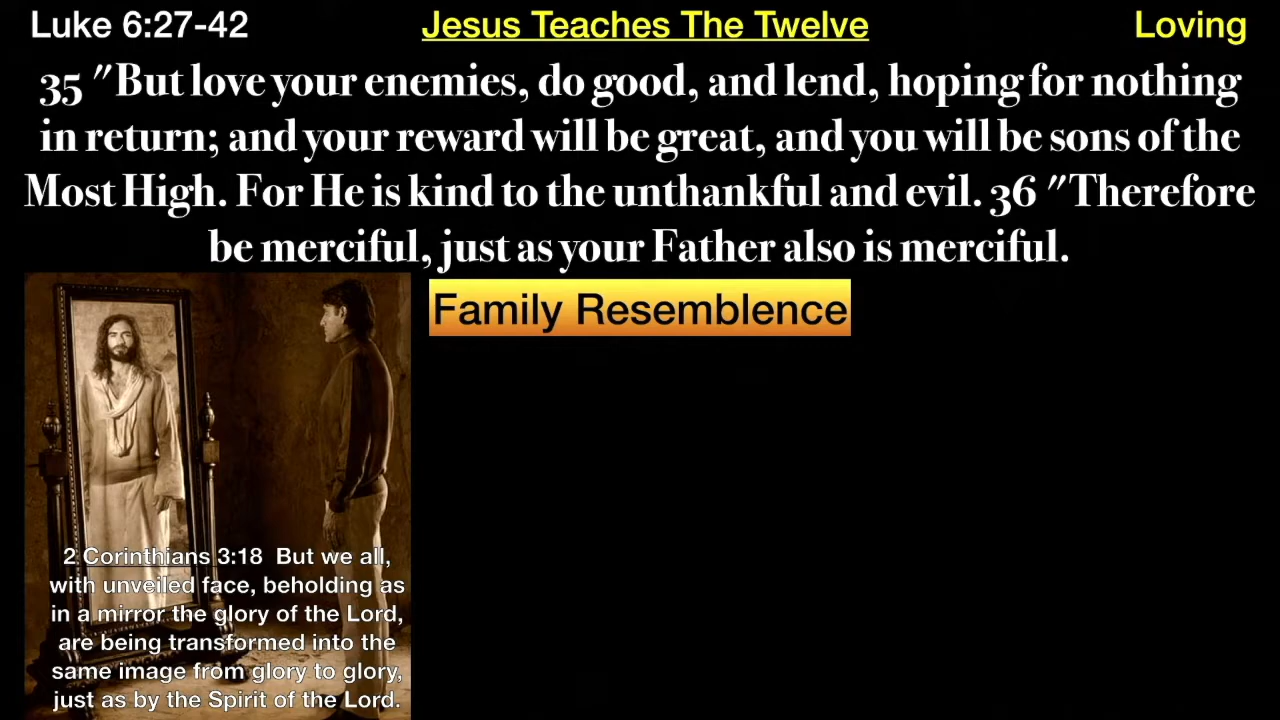 Luke 6:27-42 Jesus Teaches The Twelve Loving
35 "But love your enemies, do good, and lend, hoping for nothing
in return; and your reward will be great, and you will be sons of the
Most High. For He is kind to the unthankful and evil. 36 "Therefore
be merciful, just as your Father also is merciful.
Family Resemblence
2 Corinthians 3:18 But we all,
with unveiled face, beholding as
in a mirror the glory of the Lord,
are being transformed into the
same image from glory to glory,
just as by the Spirit of the Lord.